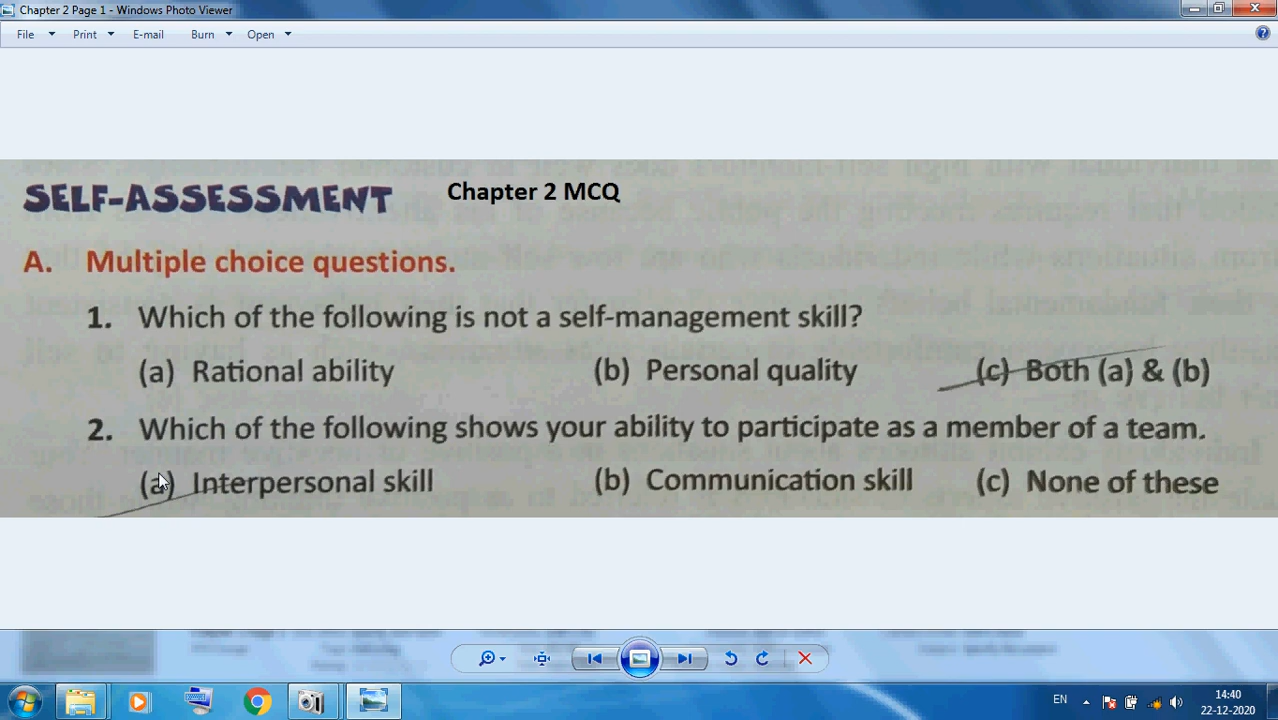 Chapter 2 Page 1 - Windows Photo Viewer
File Print E-mail Burn Open
SELF-ASSESSMENT Chapter 2 MCQ
A. Multiple choice questions.
1. Which of the following is not a self-management skill?
(a) Rational ability (b) Personal quality (c) Both (a) & (b)
2. Which of the following shows your ability to participate as a member of a team.
(a) Interpersonal skill (b) Communication skill (c) None of these
EN 14:40
22-12-2020